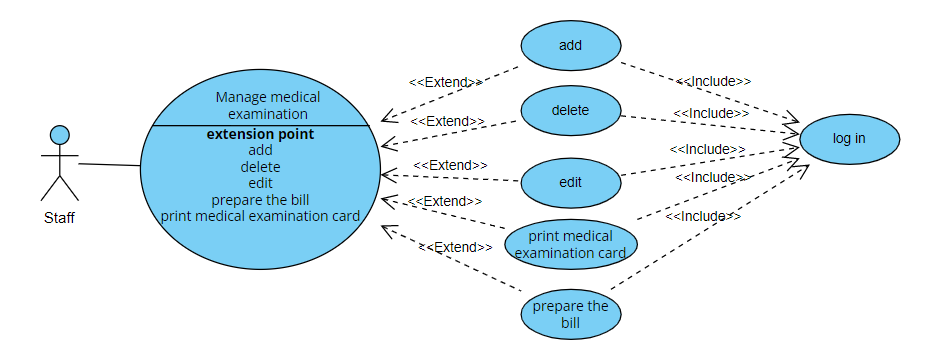 Staff
Manage medical
examination
extension point
add
delete
edit
prepare the bill
print medical examination card
<<Extend>>
<<Extend>>
<<Extend>>
<<Extend>>
<<Extend>>
add
delete
edit
print medical
examination card
prepare the
bill
<<Include>>
<<Include>>
<<Include>>
<<Include>>
<<Include>>
log in